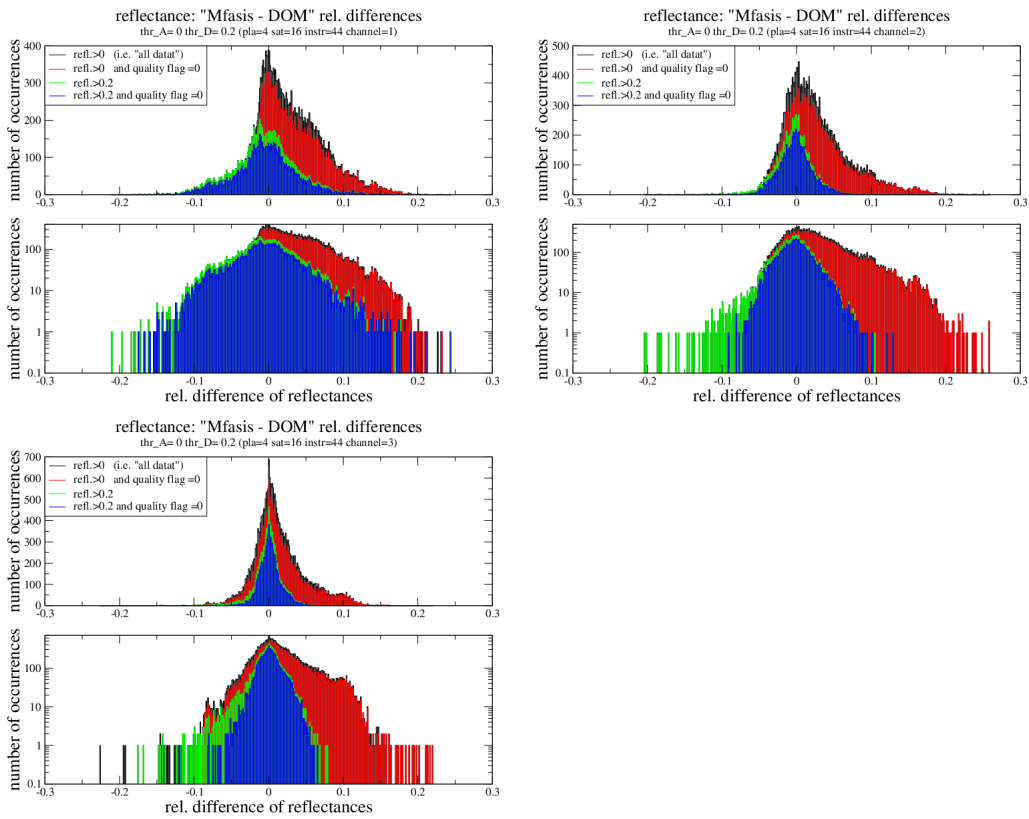 reflectance: "Mfasis - DOM" rel. differences
thr_A= 0 thr_D= 0.2 (pla=4 sat=16 instr=44 channel=1)
number of occurrences
400
300
200
100
0
refl.>0 (i.e. "all datat")
refl.>0 and quality flag =0
refl.>0.2
refl.>0.2 and quality flag =0
-0.3 -0.2 -0.1 0 0.1 0.2 0.3
number of occurrences
100
10
1
0.1
-0.3 -0.2 -0.1 0 0.1 0.2 0.3
rel. difference of reflectances
reflectance: "Mfasis - DOM" rel. differences
thr_A= 0 thr_D= 0.2 (pla=4 sat=16 instr=44 channel=2)
number of occurrences
500
400
300
200
100
0
refl.>0 (i.e. "all datat")
refl.>0 and quality flag =0
refl.>0.2
refl.>0.2 and quality flag =0
-0.3 -0.2 -0.1 0 0.1 0.2 0.3
number of occurrences
100
10
1
0.1
-0.3 -0.2 -0.1 0 0.1 0.2 0.3
rel. difference of reflectances
reflectance: "Mfasis - DOM" rel. differences
thr_A= 0 thr_D= 0.2 (pla=4 sat=16 instr=44 channel=3)
number of occurrences
700
600
500
400
300
200
100
0
refl.>0 (i.e. "all datat")
refl.>0 and quality flag =0
refl.>0.2
refl.>0.2 and quality flag =0
-0.3 -0.2 -0.1 0 0.1 0.2 0.3
number of occurrences
100
10
1
0.1
-0.3 -0.2 -0.1 0 0.1 0.2 0.3
rel. difference of reflectances